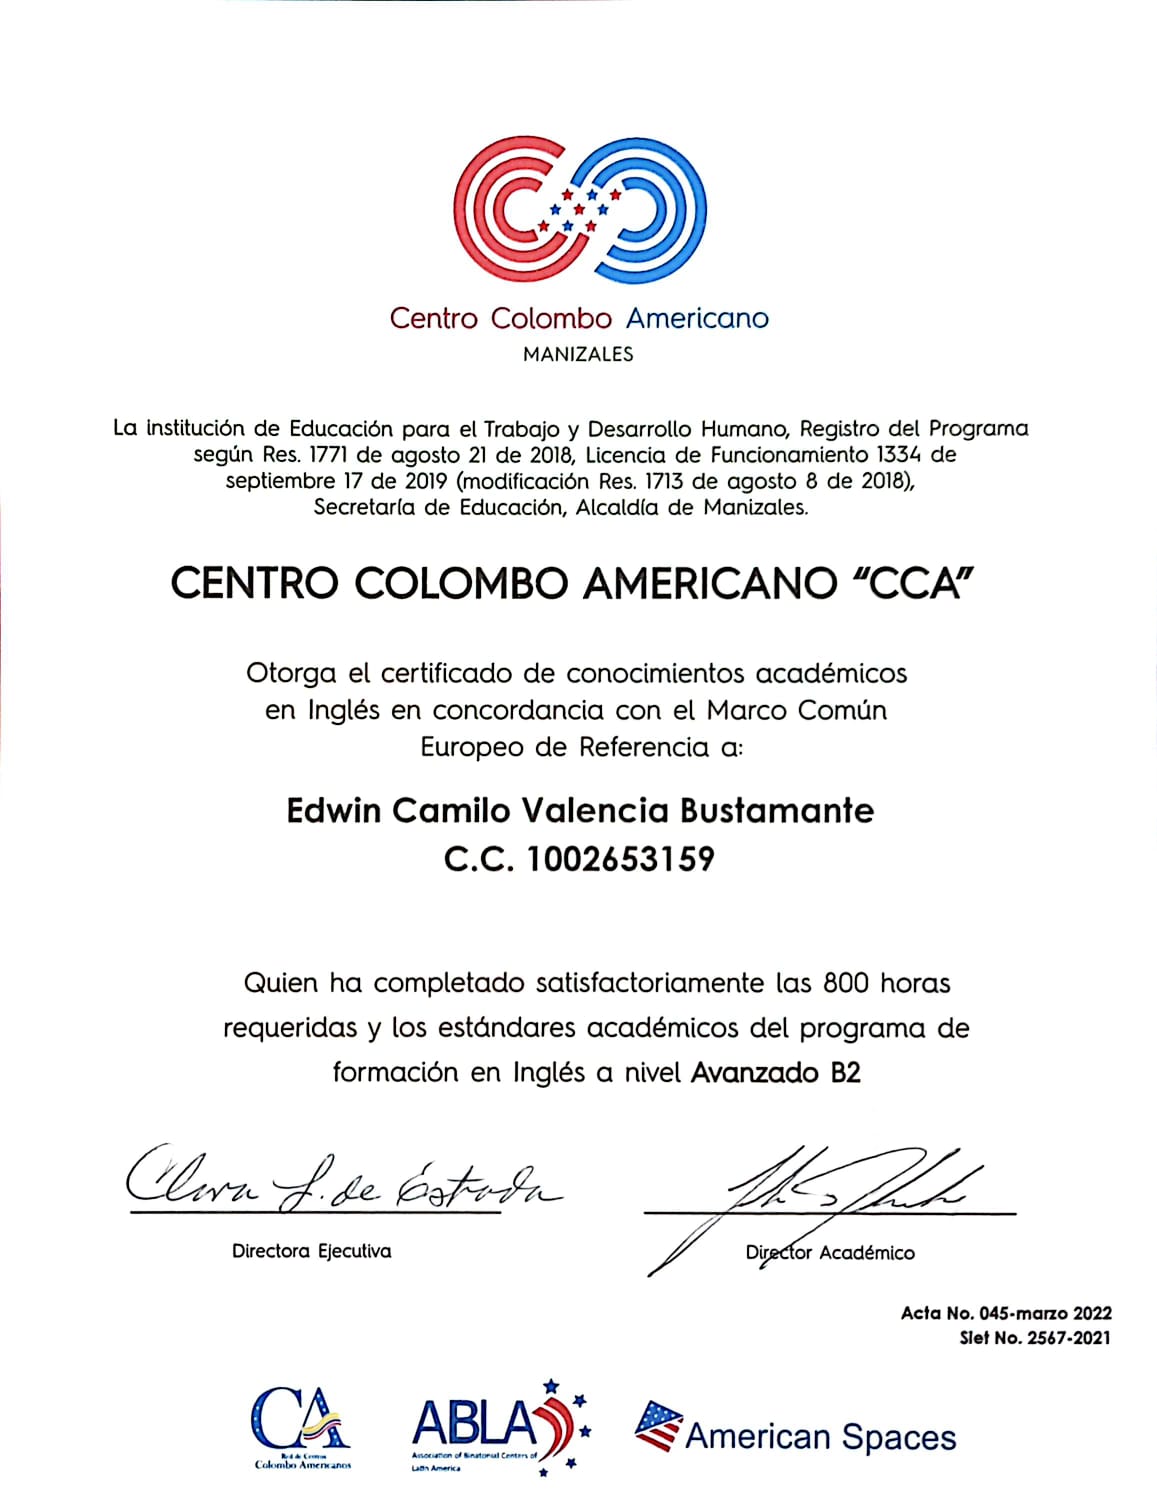 Centro Colombo Americano
MANIZALES
La institución de Educación para el Trabajo y Desarrollo Humano, Registro del Programa
según Res. 1771 de agosto 21 de 2018, Licencia de Funcionamiento 1334 de
septiembre 17 de 2019 (modificación Res. 1713 de agosto 8 de 2018),
Secretaría de Educación, Alcaldía de Manizales.
CENTRO COLOMBO AMERICANO “CCA”
Otorga el certificado de conocimientos académicos
en Inglés en concordancia con el Marco Común
Europeo de Referencia a:
Edwin Camilo Valencia Bustamante
C.C. 1002653159
Quien ha completado satisfactoriamente las 800 horas
requeridas y los estándares académicos del programa de
formación en Inglés a nivel Avanzado B2
Clara J. de Estrada
Directora Ejecutiva
Director Académico
Acta No. 045-marzo 2022
Siet No. 2567-2021
CA
Red de Centros
Colombo Americanos
ABLA
Association of Binational Centers of
Latin America
American Spaces